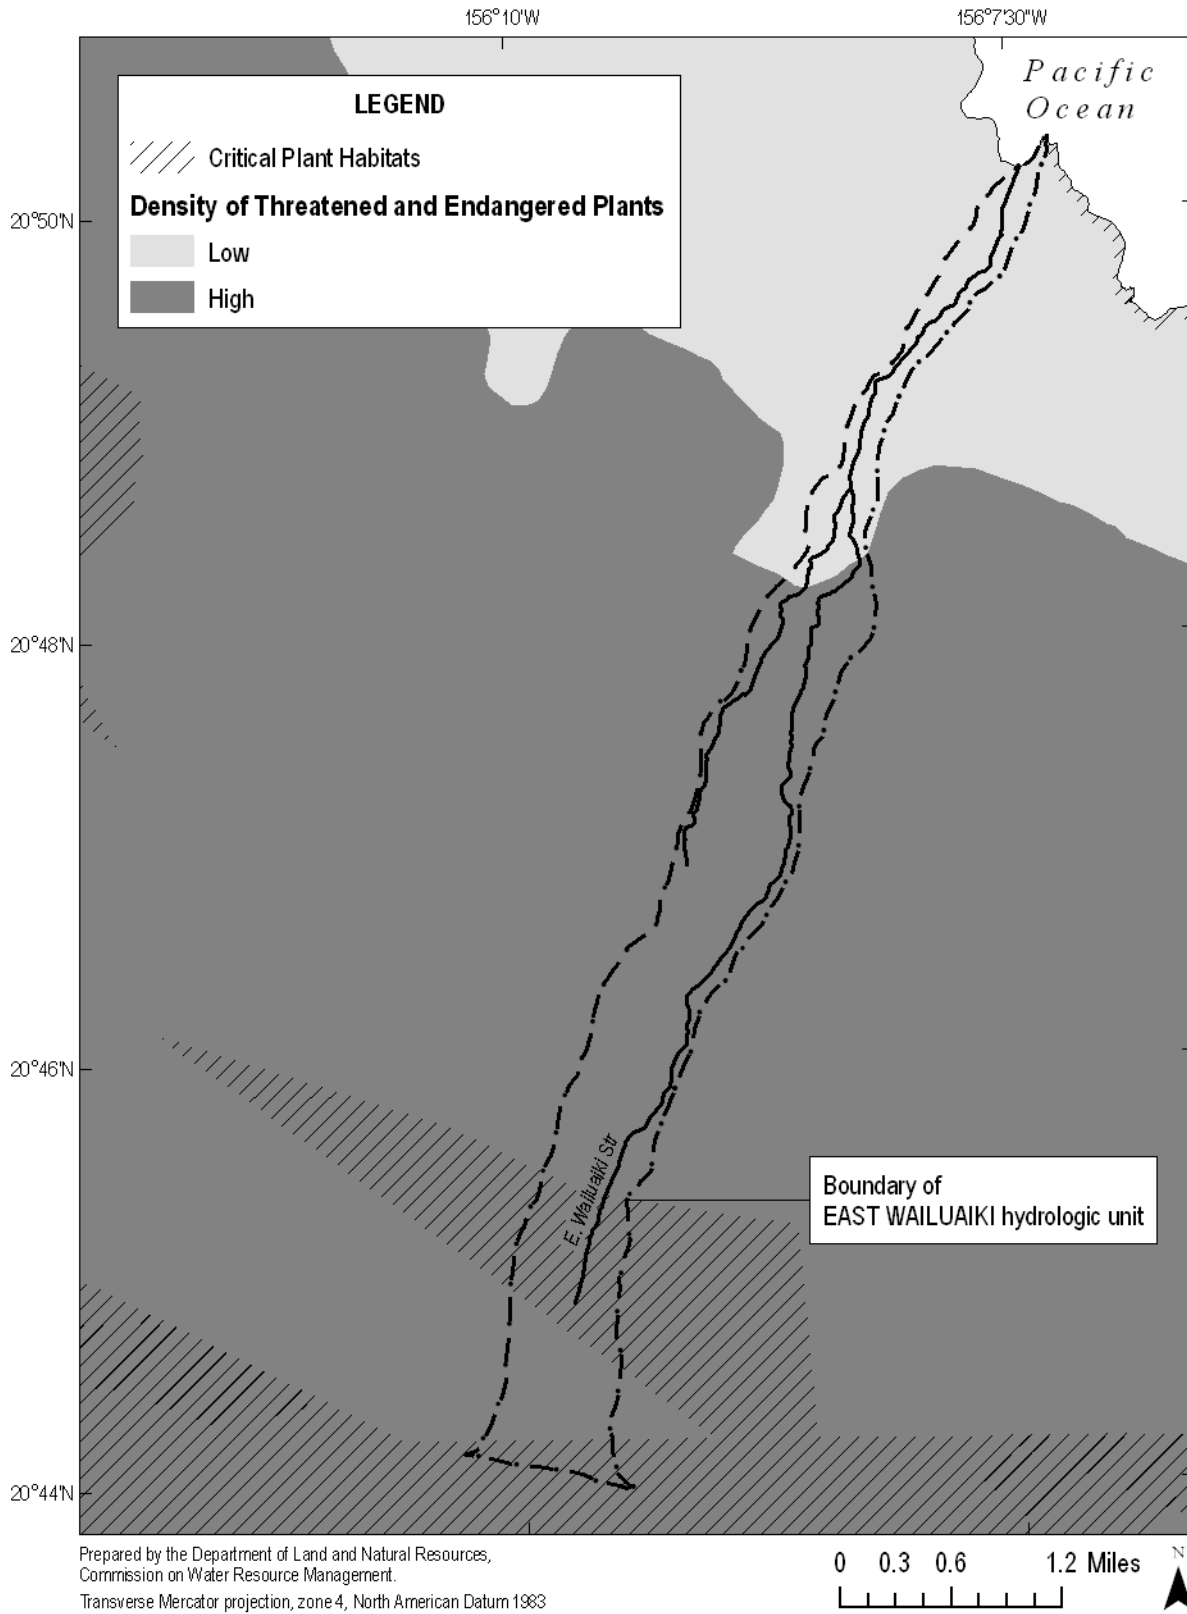 156°10'W
156°7'30"W
Pacific
Ocean
LEGEND
Critical Plant Habitats
Density of Threatened and Endangered Plants
Low
High
20°50'N
20°48'N
20°46'N
E. Wailuaiki Str
Boundary of
EAST WAILUAIKI hydrologic unit
20°44'N
Prepared by the Department of Land and Natural Resources,
Commission on Water Resource Management.
Transverse Mercator projection, zone 4, North American Datum 1983
0 0.3 0.6 1.2 Miles
N